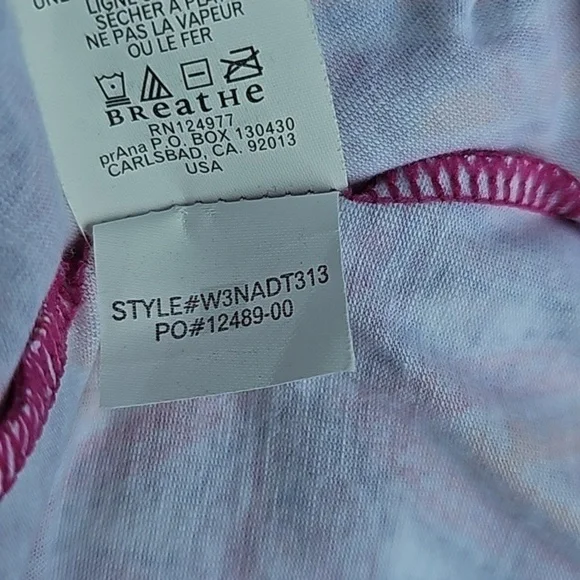 LIGNE
SÉCHER À PLAT
NE PAS LA VAPEUR
OU LE FER
BReatHe
RN124977
prAna P.O. BOX 130430
CARLSBAD, CA. 92013
USA
STYLE#W3NADT313
PO#12489-00